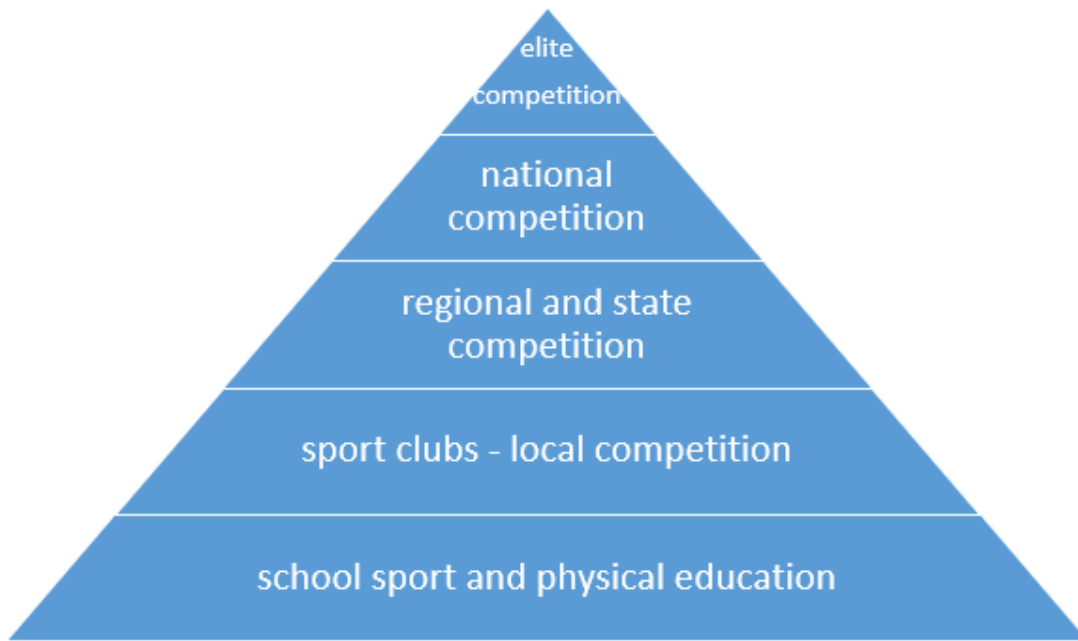 elite
competition
national
competition
regional and state
competition
sport clubs - local competition
school sport and physical education